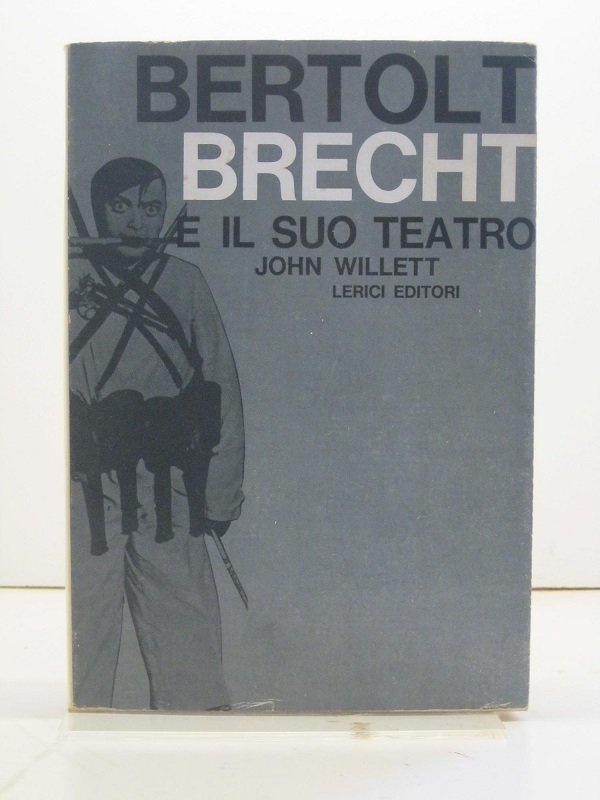 BERTOLT
BRECHT
E IL SUO TEATRO
JOHN WILLETT
LERICI EDITORI